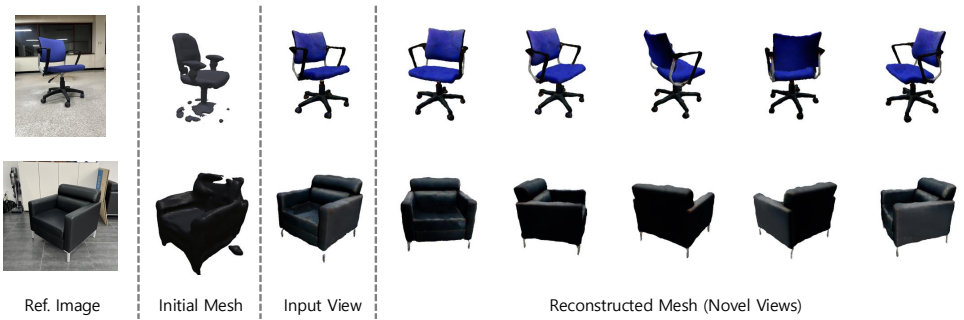 Ref. Image
Initial Mesh
Input View
Reconstructed Mesh (Novel Views)